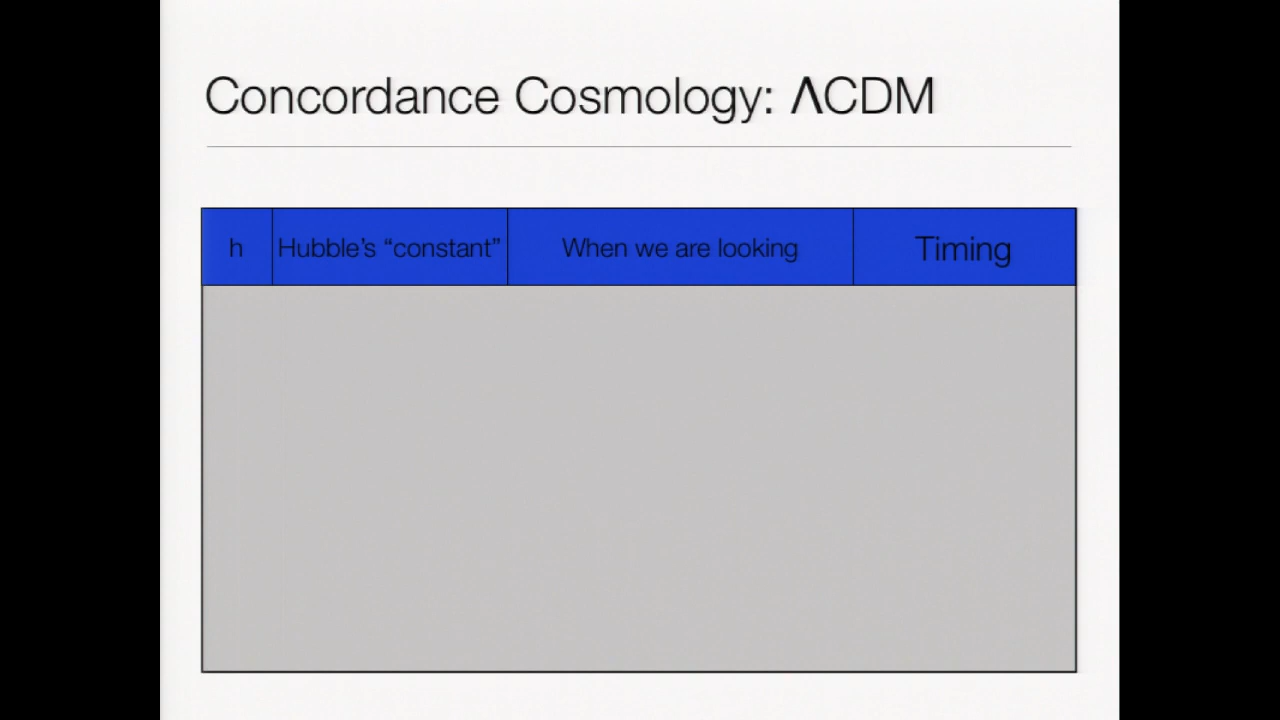 Concordance Cosmology: ΛCDM
h Hubble’s “constant” When we are looking Timing